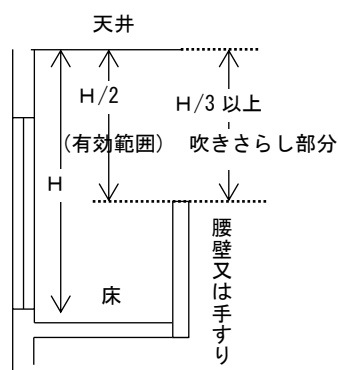 天井
H/2
H/3 以上
(有効範囲) 吹きさらし部分
H
腰壁又は手すり
床